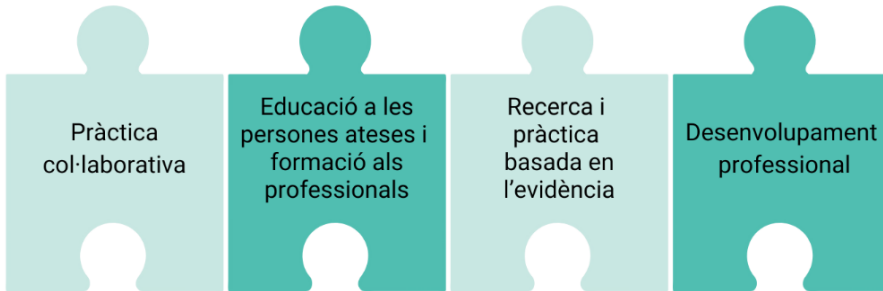 Pràctica
col·laborativa
Educació a les
persones ateses i
formació als
professionals
Recerca i
pràctica
basada en
l'evidència
Desenvolupament
professional